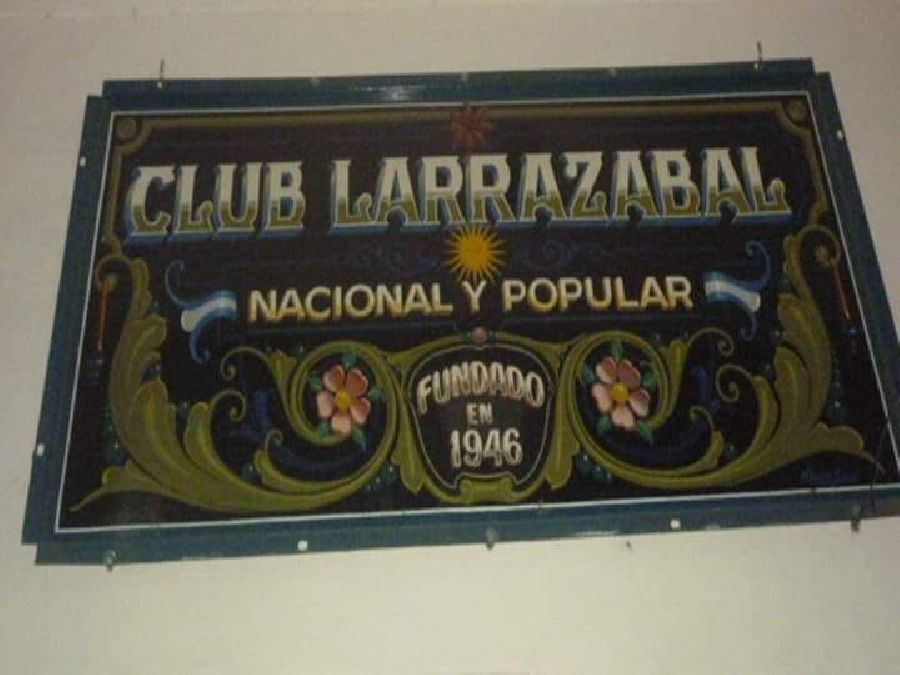 CLUB LARRAZABAL
NACIONAL Y POPULAR
FUNDADO
EN
1946